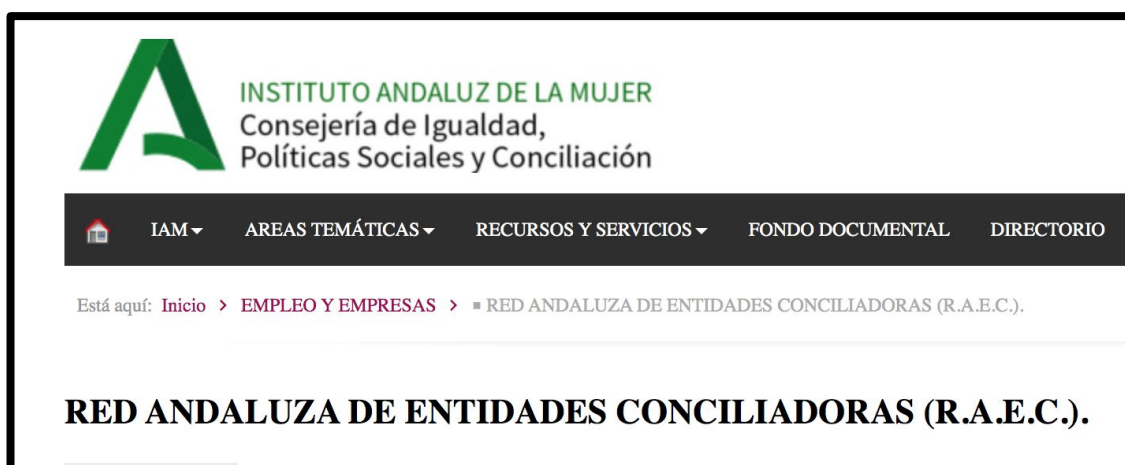 INSTITUTO ANDALUZ DE LA MUJER
Consejería de Igualdad,
Políticas Sociales y Conciliación
IAM AREAS TEMÁTICAS RECURSOS Y SERVICIOS FONDO DOCUMENTAL DIRECTORIO
Está aquí: Inicio > EMPLEO Y EMPRESAS > ▪ RED ANDALUZA DE ENTIDADES CONCILIADORAS (R.A.E.C.).
RED ANDALUZA DE ENTIDADES CONCILIADORAS (R.A.E.C.).